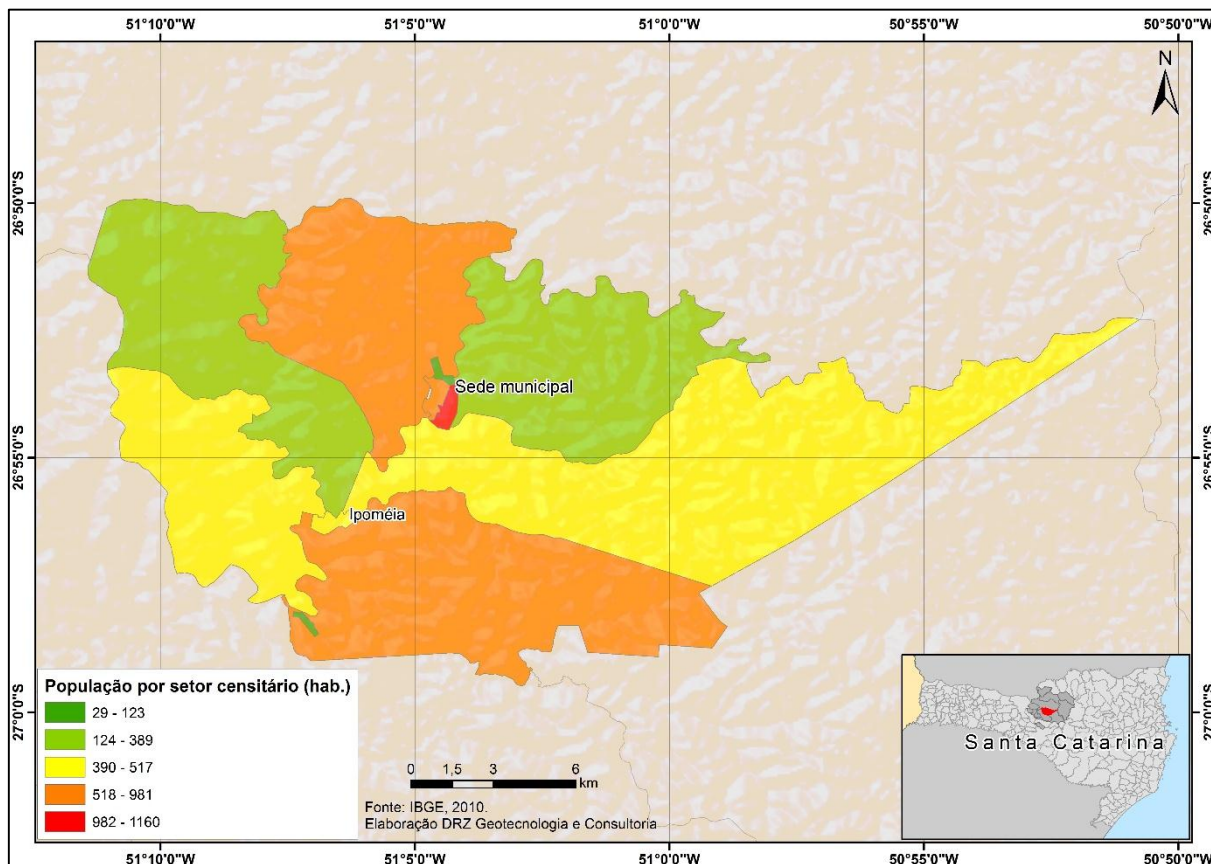 51°10'0"W 51°5'0"W 51°0'0"W 50°55'0"W 50°50'0"W
N
26°50'0"S 26°50'0"S
Sede municipal
26°55'0"S 26°55'0"S
Ipoméia
População por setor censitário (hab.)
29 - 123
124 - 389
390 - 517
518 - 981
982 - 1160
0 1,5 3 6
km
Fonte: IBGE, 2010.
Elaboração DRZ Geotecnologia e Consultoria
Santa Catarina
27°0'0"S 27°0'0"S
51°10'0"W 51°5'0"W 51°0'0"W 50°55'0"W 50°50'0"W